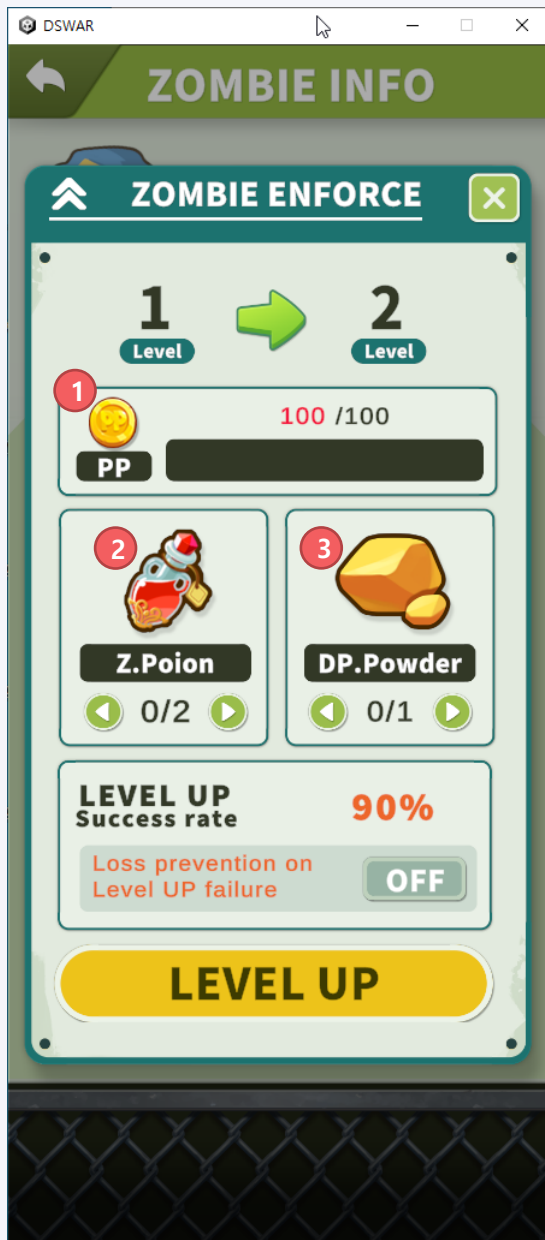 DSWAR
ZOMBIE INFO
ZOMBIE ENFORCE
1
2
Level
Level
1
100 /100
PP
PP
2
3
Z.Poion
DP.Powder
0/2
0/1
LEVEL UP
Success rate
90%
Loss prevention on
Level UP failure
OFF
LEVEL UP